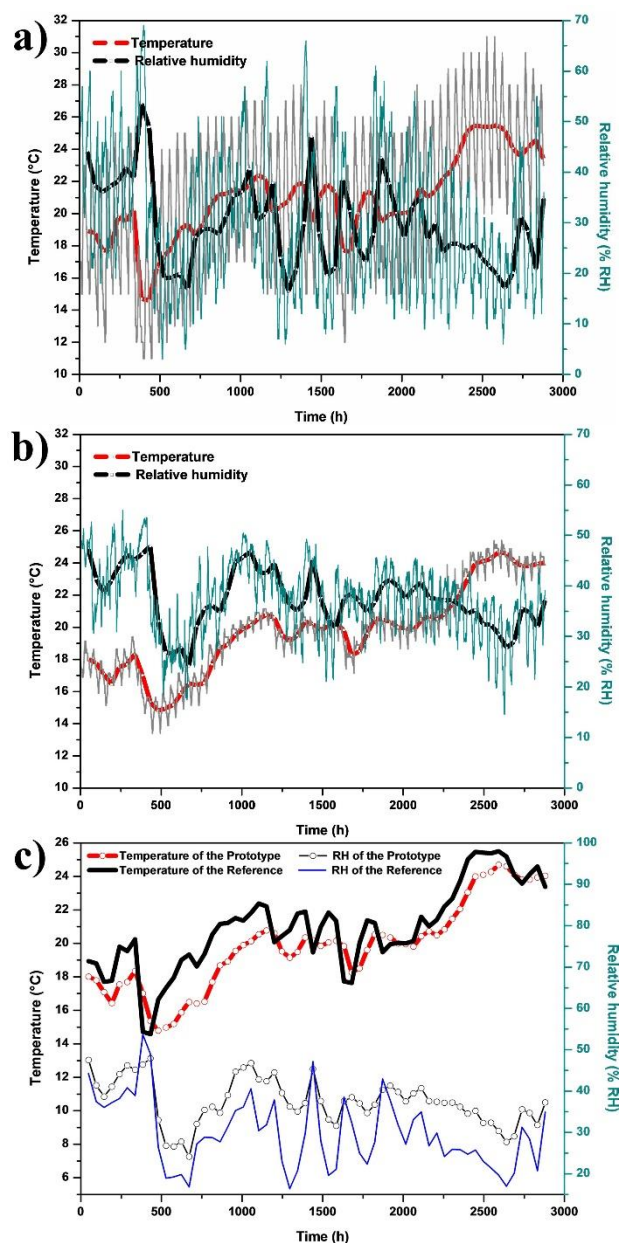 a)
32
30
28
26
24
22
20
18
16
14
12
10
Temperature (°C)
Temperature
Relative humidity
70
60
50
40
30
20
10
0
Relative humidity (% RH)
0 500 1000 1500 2000 2500 3000
Time (h)
b)
32
30
28
26
24
22
20
18
16
14
12
10
Temperature (°C)
Temperature
Relative humidity
70
60
50
40
30
20
10
0
Relative humidity (% RH)
0 500 1000 1500 2000 2500 3000
Time (h)
c)
26
24
22
20
18
16
14
12
10
8
6
Temperature (°C)
Temperature of the Prototype RH of the Prototype
Temperature of the Reference RH of the Reference
100
90
80
70
60
50
40
30
20
10
Relative humidity (% RH)
0 500 1000 1500 2000 2500 3000
Time (h)